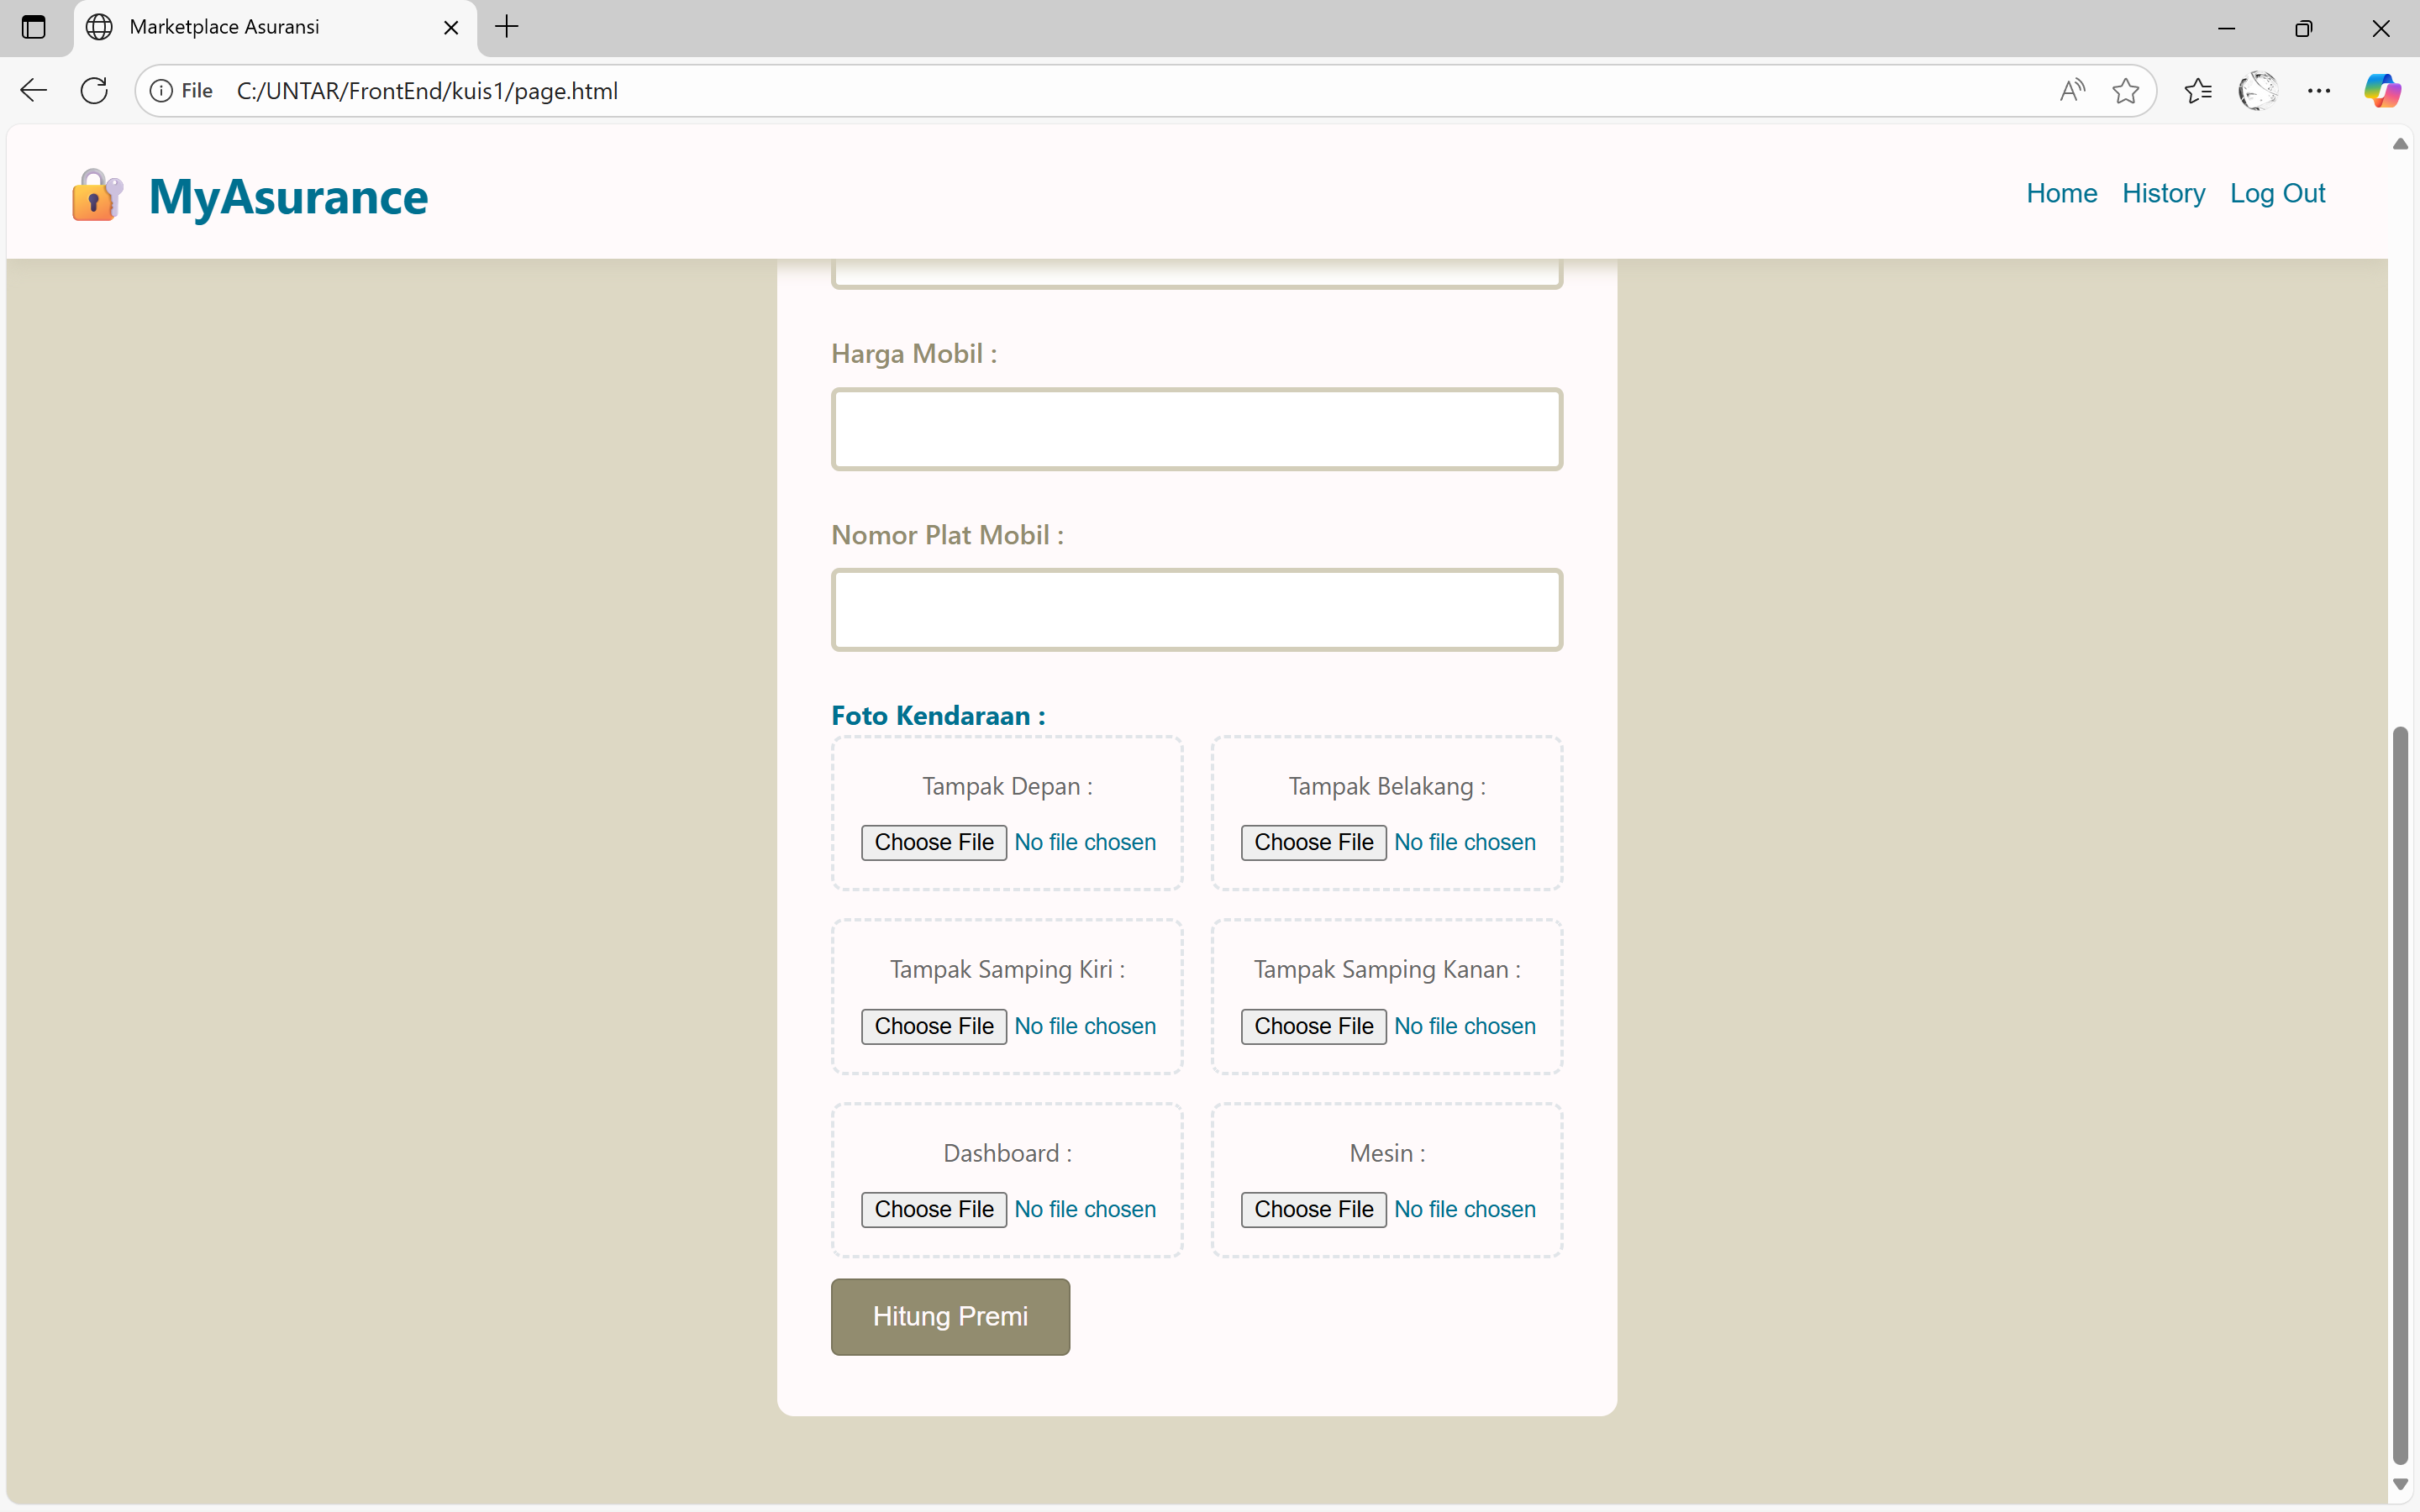 Marketplace Asuransi
File C:/UNTAR/FrontEnd/kuis1/page.html
MyAsurance
Home History Log Out
Harga Mobil :
Nomor Plat Mobil :
Foto Kendaraan :
Tampak Depan : Tampak Belakang :
Choose File No file chosen Choose File No file chosen
Tampak Samping Kiri : Tampak Samping Kanan :
Choose File No file chosen Choose File No file chosen
Dashboard : Mesin :
Choose File No file chosen Choose File No file chosen
Hitung Premi